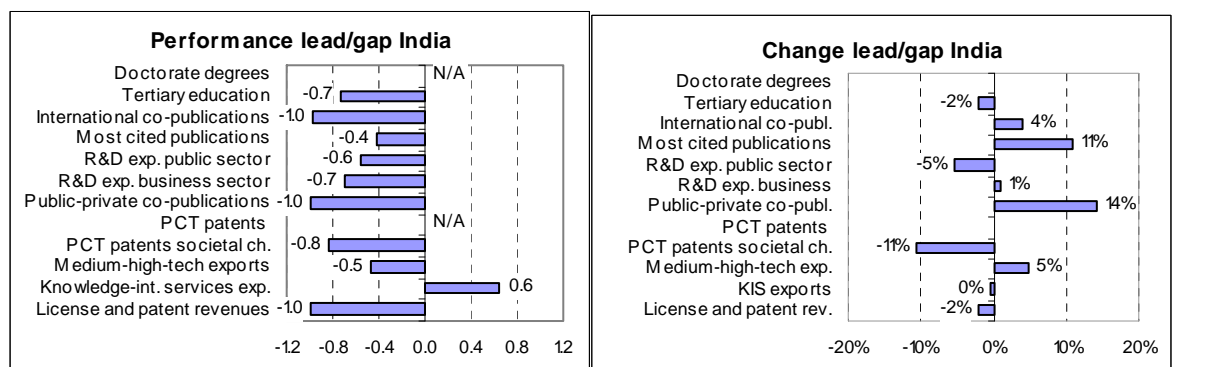 Performance lead/gap India
Doctorate degrees N/A
Tertiary education -0.7
International co-publications -1.0
Most cited publications -0.4
R&D exp. public sector -0.6
R&D exp. business sector -0.7
Public-private co-publications -1.0
PCT patents N/A
PCT patents societal ch. -0.8
Medium-high-tech exports -0.5
Knowledge-int. services exp. 0.6
License and patent revenues -1.0
-1.2 -0.8 -0.4 0.0 0.4 0.8 1.2
Change lead/gap India
Doctorate degrees
Tertiary education -2%
International co-publ. 4%
Most cited publications 11%
R&D exp. public sector -5%
R&D exp. business 1%
Public-private co-publ. 14%
PCT patents
PCT patents societal ch. -11%
Medium-high-tech exp. 5%
KIS exports 0%
License and patent rev. -2%
-20% -10% 0% 10% 20%